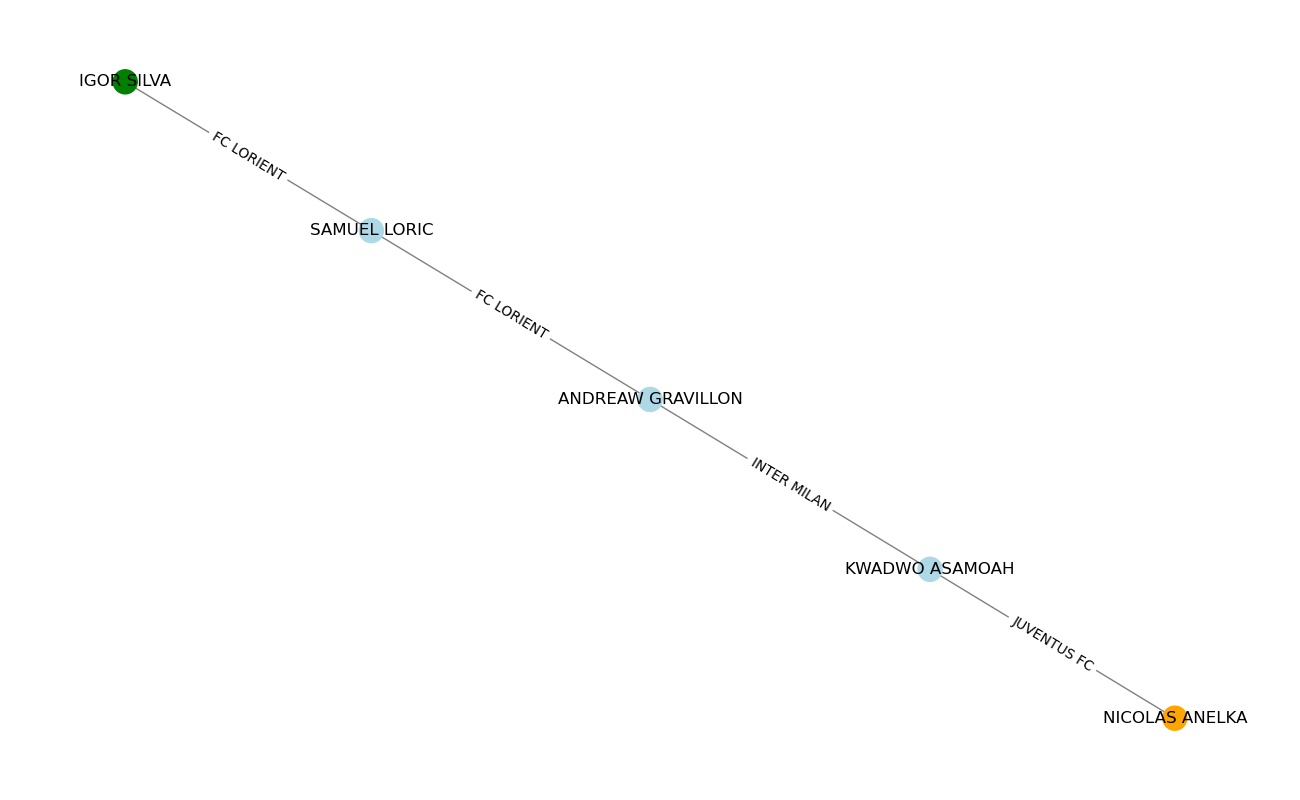 IGOR SILVA
FC LORIENT
SAMUEL LORIC
FC LORIENT
ANDREAW GRAVILLON
INTER MILAN
KWADWO ASAMOAH
JUVENTUS FC
NICOLAS ANELKA